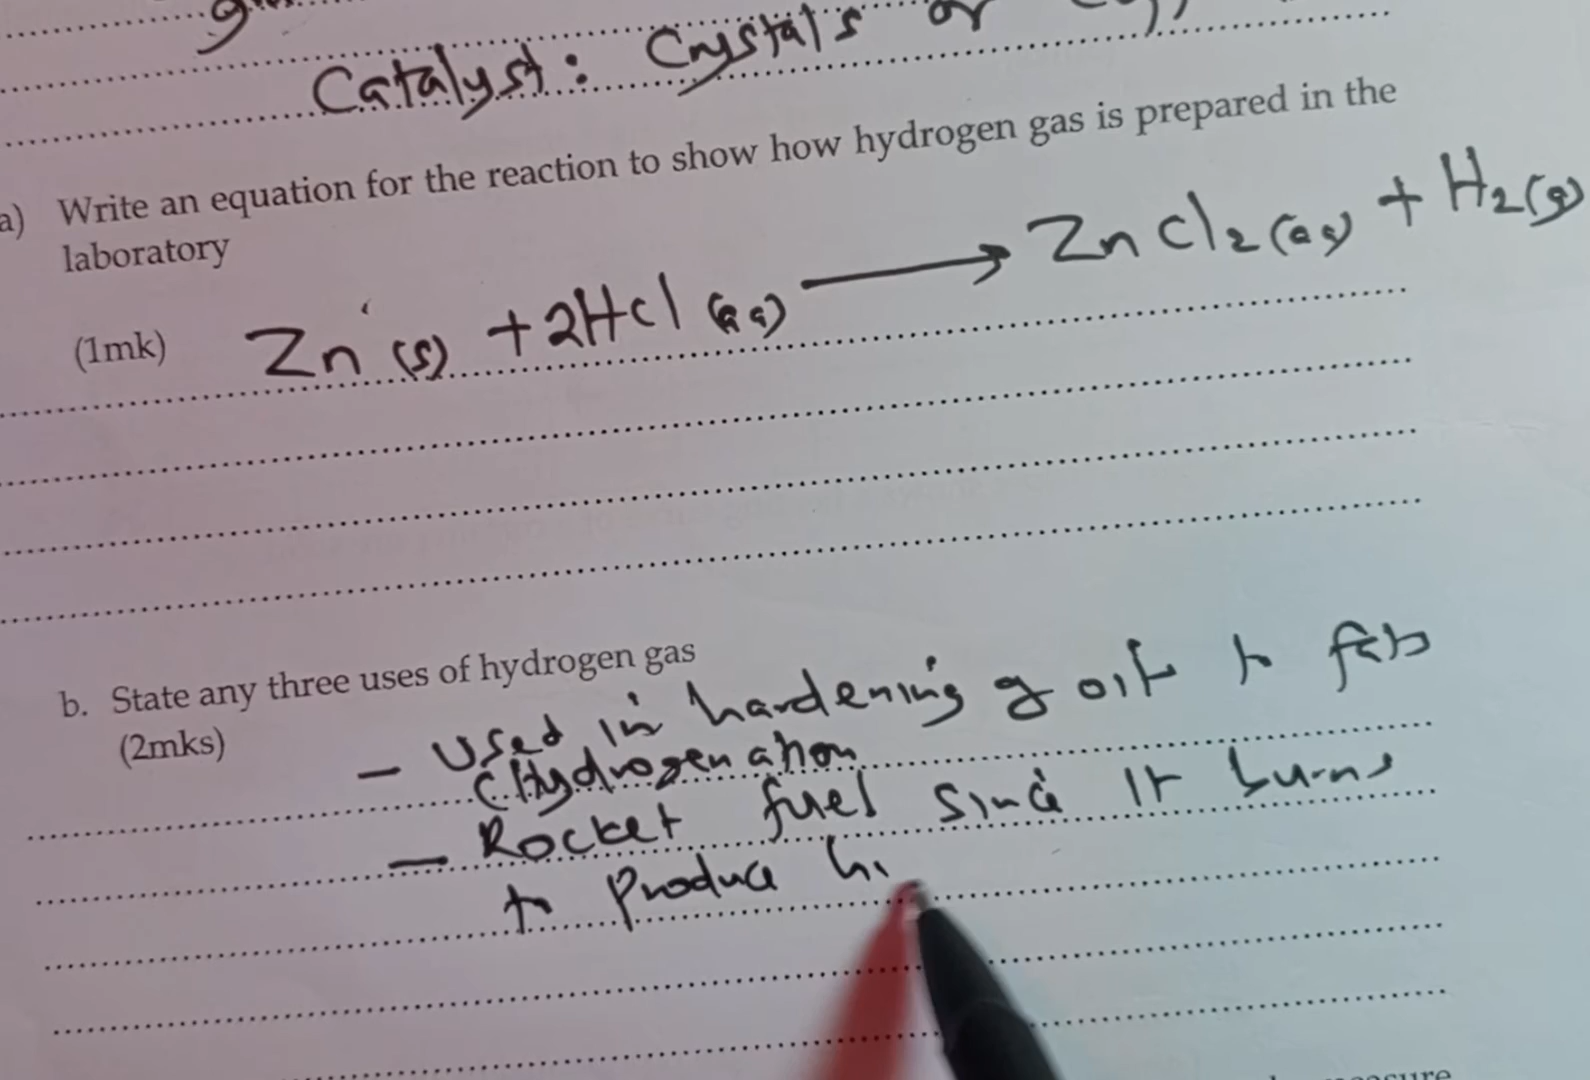 Catalyst: Crystals or
a) Write an equation for the reaction to show how hydrogen gas is prepared in the
laboratory
(1mk) Zn(s) + 2HCl(aq) → ZnCl2(aq) + H2(g)
b. State any three uses of hydrogen gas
(2mks)
– Used in hardening of oils to fats
(Hydrogenation
– Rocket fuel since it burns
to produce